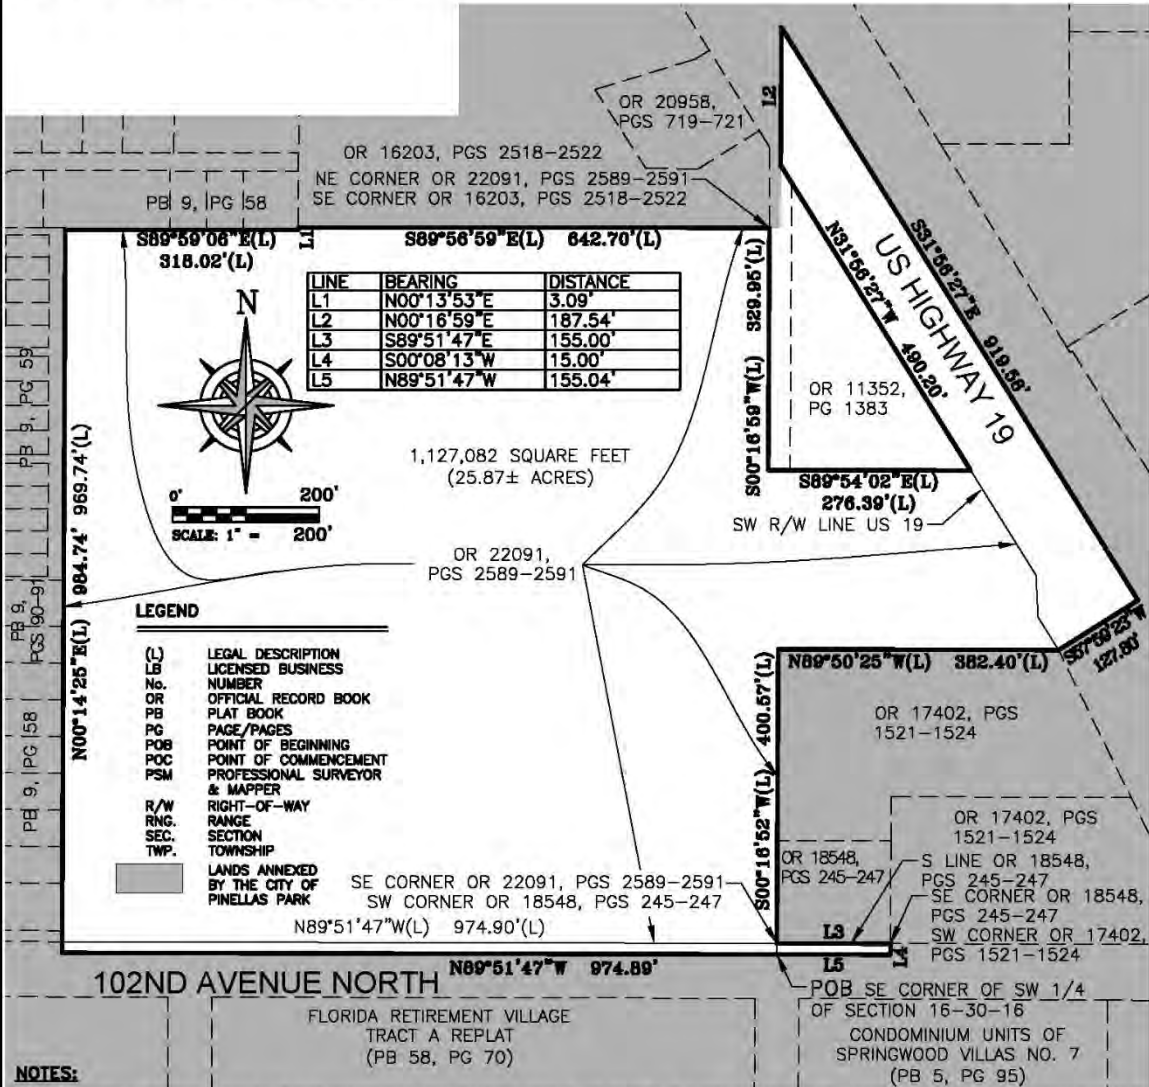 OR 20958,
PGS 719-721
L2
OR 16203, PGS 2518-2522
NE CORNER OR 22091, PGS 2589-2591
SE CORNER OR 16203, PGS 2518-2522
PB 9, PG 58
S89°59'06"E(L)
318.02'(L)
L1
S89°56'59"E(L) 642.70'(L)
LINE BEARING DISTANCE
L1 N00°13'53"E 3.09'
L2 N00°16'59"E 187.54'
L3 S89°51'47"E 155.00'
L4 S00°08'13"W 15.00'
L5 N89°51'47"W 155.04'
N
0' 200'
SCALE: 1" = 200'
S00°16'59"W(L) 329.95'(L)
N31°56'27"W 490.20'
US HIGHWAY 19
S31°56'27"E 919.56'
OR 11352,
PG 1383
1,127,082 SQUARE FEET
(25.87± ACRES)
S89°54'02"E(L)
276.39'(L)
SW R/W LINE US 19
PB 9, PG 59
PB 9,
PGS 90-91
PB 9, PG 58
N00°14'25"E(L) 984.74' 969.74'(L)
OR 22091,
PGS 2589-2591
LEGEND
(L) LEGAL DESCRIPTION
LB LICENSED BUSINESS
No. NUMBER
OR OFFICIAL RECORD BOOK
PB PLAT BOOK
PG PAGE/PAGES
POB POINT OF BEGINNING
POC POINT OF COMMENCEMENT
PSM PROFESSIONAL SURVEYOR
& MAPPER
R/W RIGHT-OF-WAY
RNG. RANGE
SEC. SECTION
TWP. TOWNSHIP
LANDS ANNEXED
BY THE CITY OF
PINELLAS PARK
S57°59'23"W
127.80'
N89°50'25"W(L) 382.40'(L)
S00°16'52"W(L) 400.57'(L)
OR 17402, PGS
1521-1524
OR 17402, PGS
1521-1524
OR 18548,
PGS 245-247
S LINE OR 18548,
PGS 245-247
SE CORNER OR 18548,
PGS 245-247
SW CORNER OR 17402,
PGS 1521-1524
SE CORNER OR 22091, PGS 2589-2591
SW CORNER OR 18548, PGS 245-247
N89°51'47"W(L) 974.90'(L)
L3
L4
L5
N89°51'47"W 974.89'
102ND AVENUE NORTH
POB SE CORNER OF SW 1/4
OF SECTION 16-30-16
FLORIDA RETIREMENT VILLAGE
TRACT A REPLAT
(PB 58, PG 70)
CONDOMINIUM UNITS OF
SPRINGWOOD VILLAS NO. 7
(PB 5, PG 95)
NOTES: